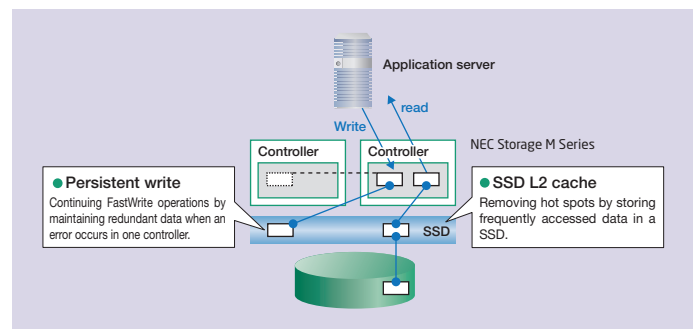 Application server
read
Write
NEC Storage M Series
Controller
Controller
● Persistent write
Continuing FastWrite operations by
maintaining redundant data when an
error occurs in one controller.
● SSD L2 cache
Removing hot spots by storing
frequently accessed data in a
SSD.
SSD